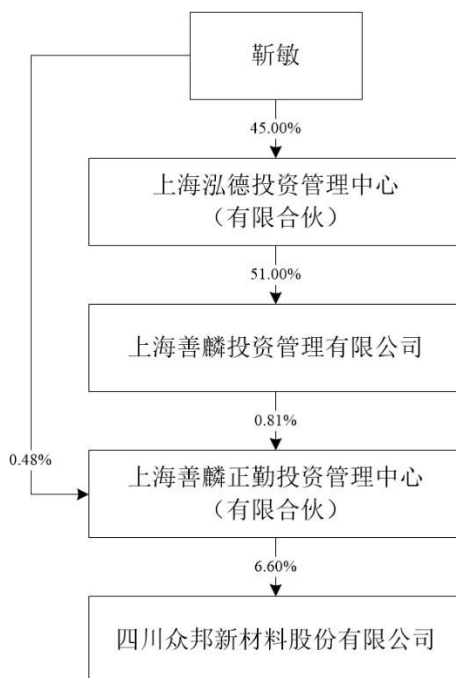 靳敏
45.00%
上海泓德投资管理中心
（有限合伙）
51.00%
上海善麟投资管理有限公司
0.81%
0.48%
上海善麟正勤投资管理中心
（有限合伙）
6.60%
四川众邦新材料股份有限公司